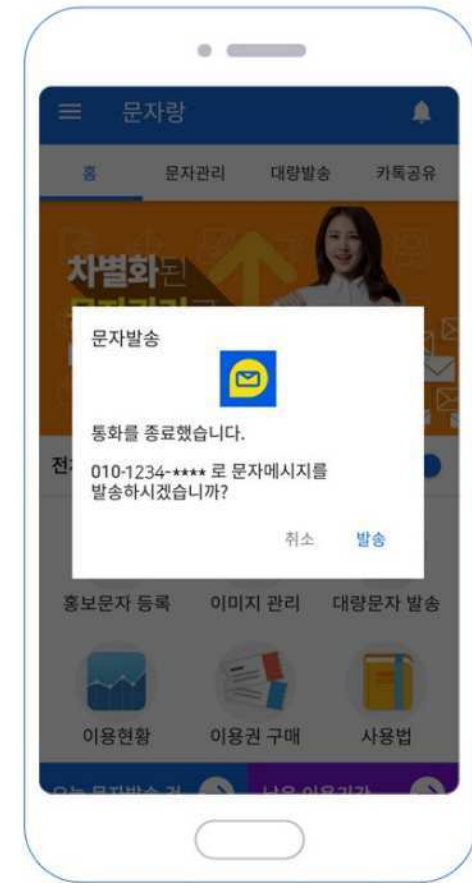 문자랑
홈 문자관리 대량발송 카톡공유
차별화된
문자발송
통화를 종료했습니다.
010-1234-**** 로 문자메시지를
발송하시겠습니까?
취소 발송
홍보문자 등록 이미지 관리 대량문자 발송
이용현황 이용권 구매 사용법